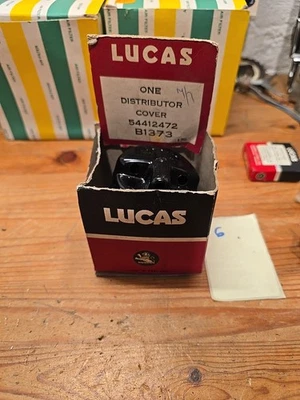 LUCAS
ONE
DISTRIBUTOR
COVER
54412472
B1373
LUCAS
6